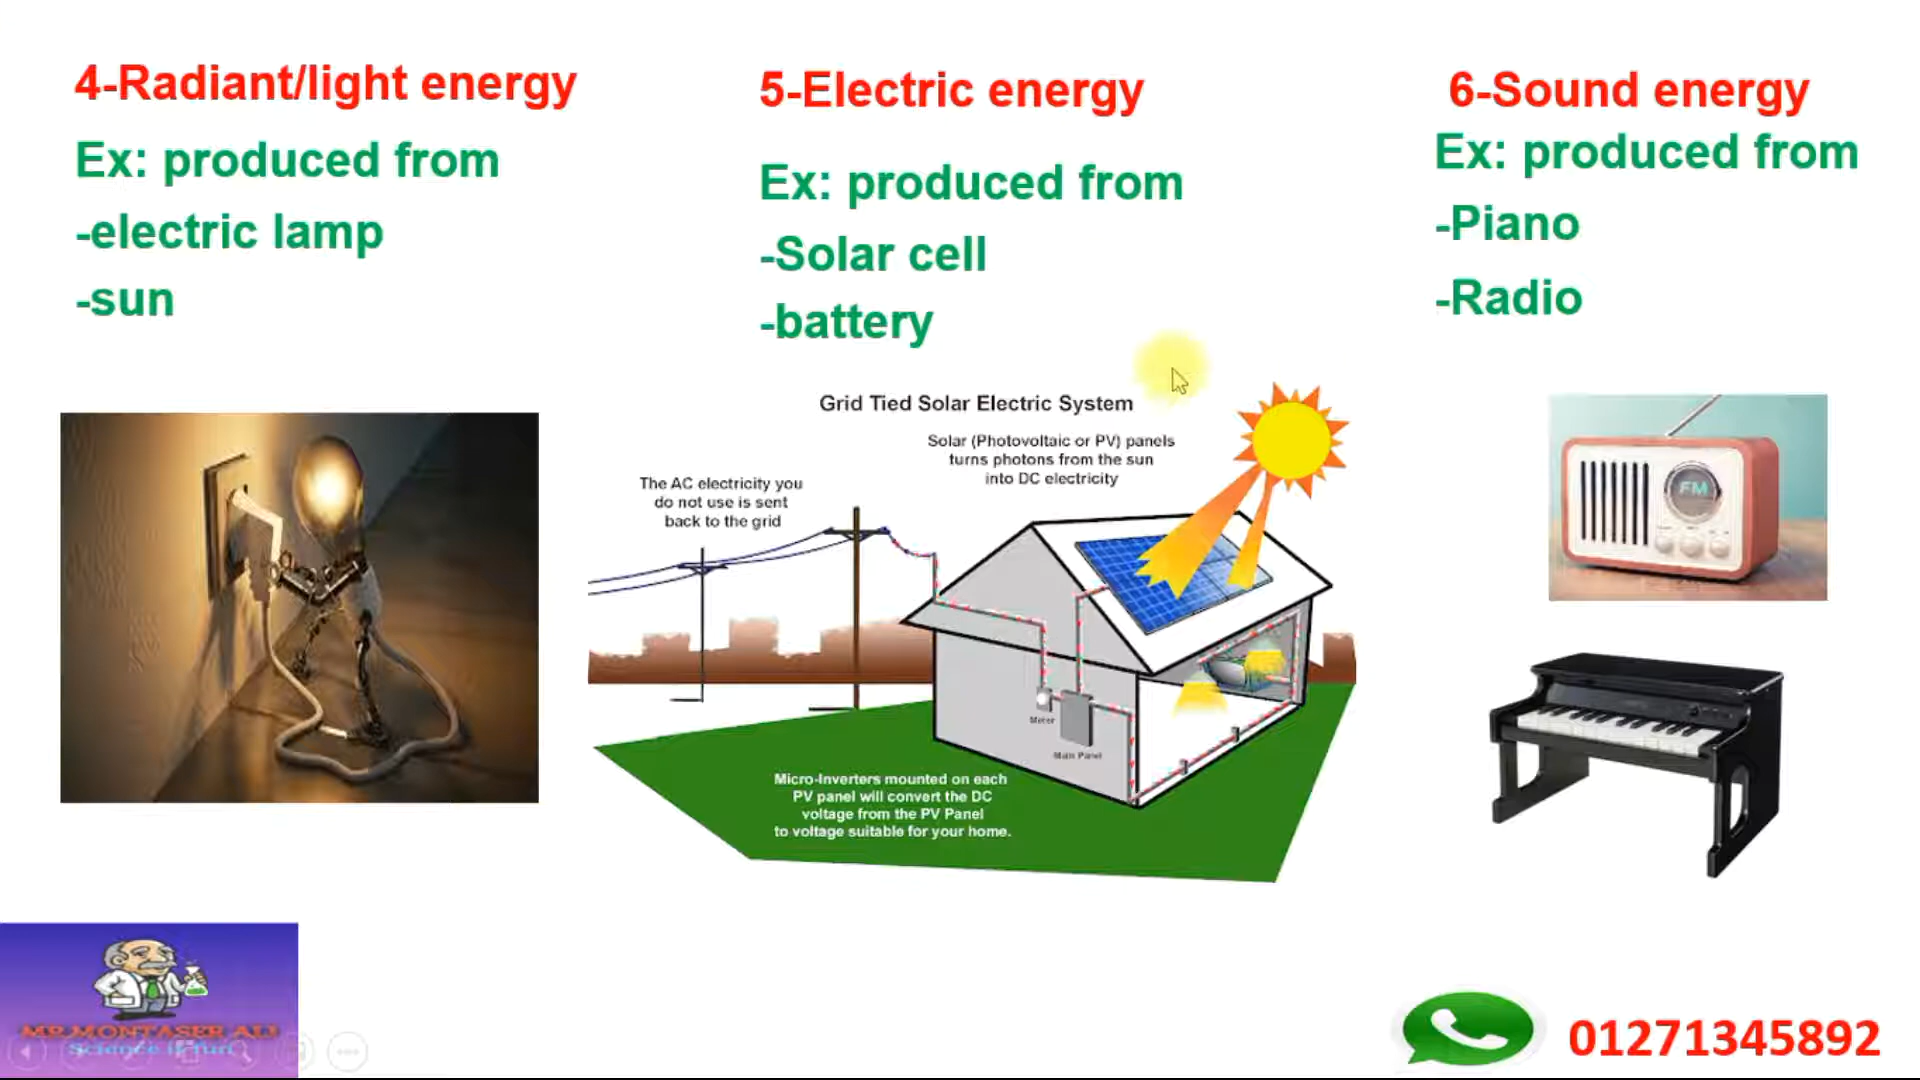 4-Radiant/light energy
Ex: produced from
-electric lamp
-sun
5-Electric energy
Ex: produced from
-Solar cell
-battery
6-Sound energy
Ex: produced from
-Piano
-Radio
Grid Tied Solar Electric System
Solar (Photovoltaic or PV) panels
turns photons from the sun
into DC electricity
The AC electricity you
do not use is sent
back to the grid
Meter
Main Panel
Micro-Inverters mounted on each
PV panel will convert the DC
voltage from the PV Panel
to voltage suitable for your home.
FM
MR.MONTASER ALI
Science is fun
01271345892